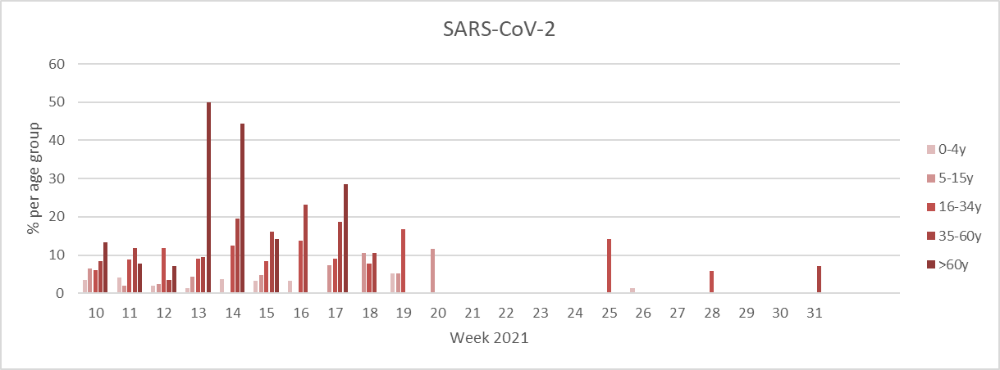 SARS-CoV-2
% per age group
60
50
40
30
20
10
0
10 11 12 13 14 15 16 17 18 19 20 21 22 23 24 25 26 27 28 29 30 31
Week 2021
0-4y
5-15y
16-34y
35-60y
>60y